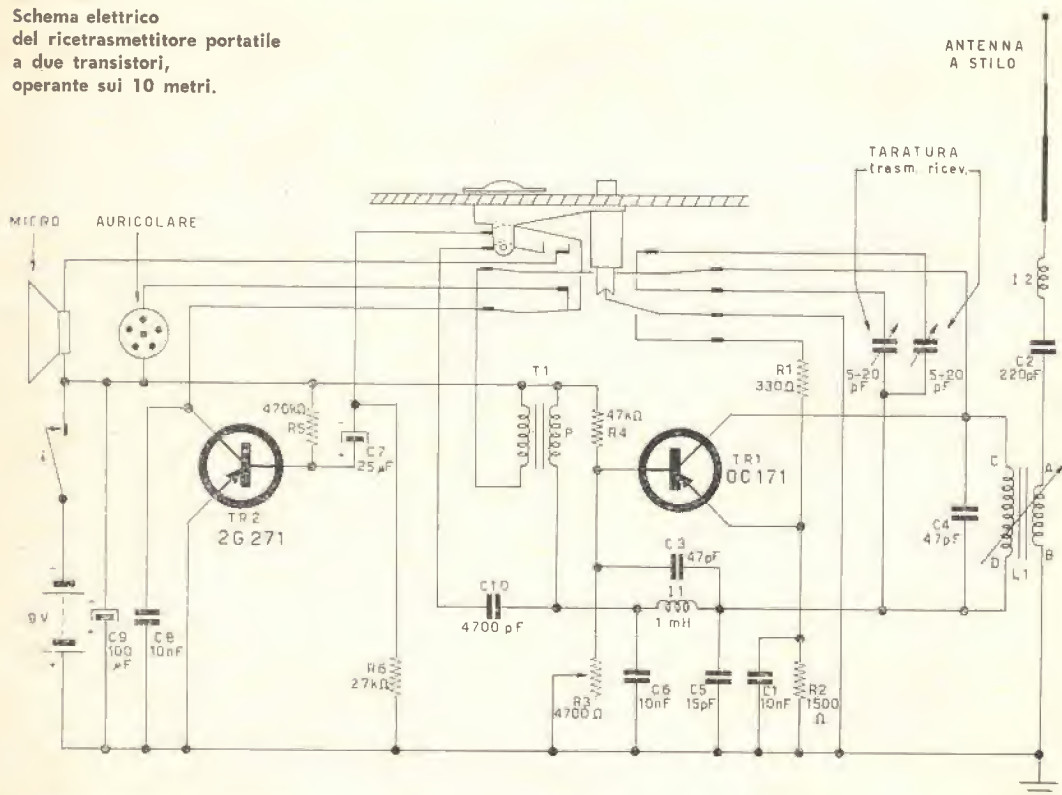 Schema elettrico
del ricetrasmettitore portatile
a due transistori,
operante sui 10 metri.
ANTENNA
A STILO
TARATURA
trasm. ricev.
MICRO
AURICOLARE
I2
C2
220pF
5-20
pF
5-20
pF
R1
330Ω
T1
P
47kΩ
R4
470kΩ
R5
-
+
C7
25µF
TR1
OC171
TR2
2G271
C
A
D
B
L1
C4
47pF
C3
47pF
I1
1 mH
C10
4700 pF
-
9V
+
-
+
C9
100
µF
C8
10nF
R6
27kΩ
R3
4700Ω
C6
10nF
C5
15pF
C1
10nF
R2
1500
Ω